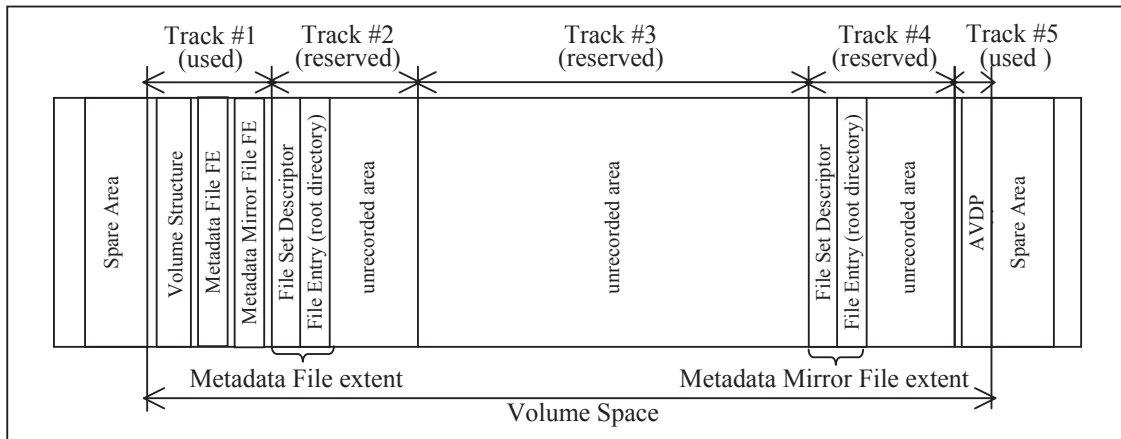 Track #1
(used)
Track #2
(reserved)
Track #3
(reserved)
Track #4
(reserved)
Track #5
(used )
Spare Area
Volume Structure
Metadata File FE
Metadata Mirror File FE
File Set Descriptor
File Entry (root directory)
unrecorded area
unrecorded area
File Set Descriptor
File Entry (root directory)
unrecorded area
AVDP
Spare Area
Metadata File extent
Metadata Mirror File extent
Volume Space